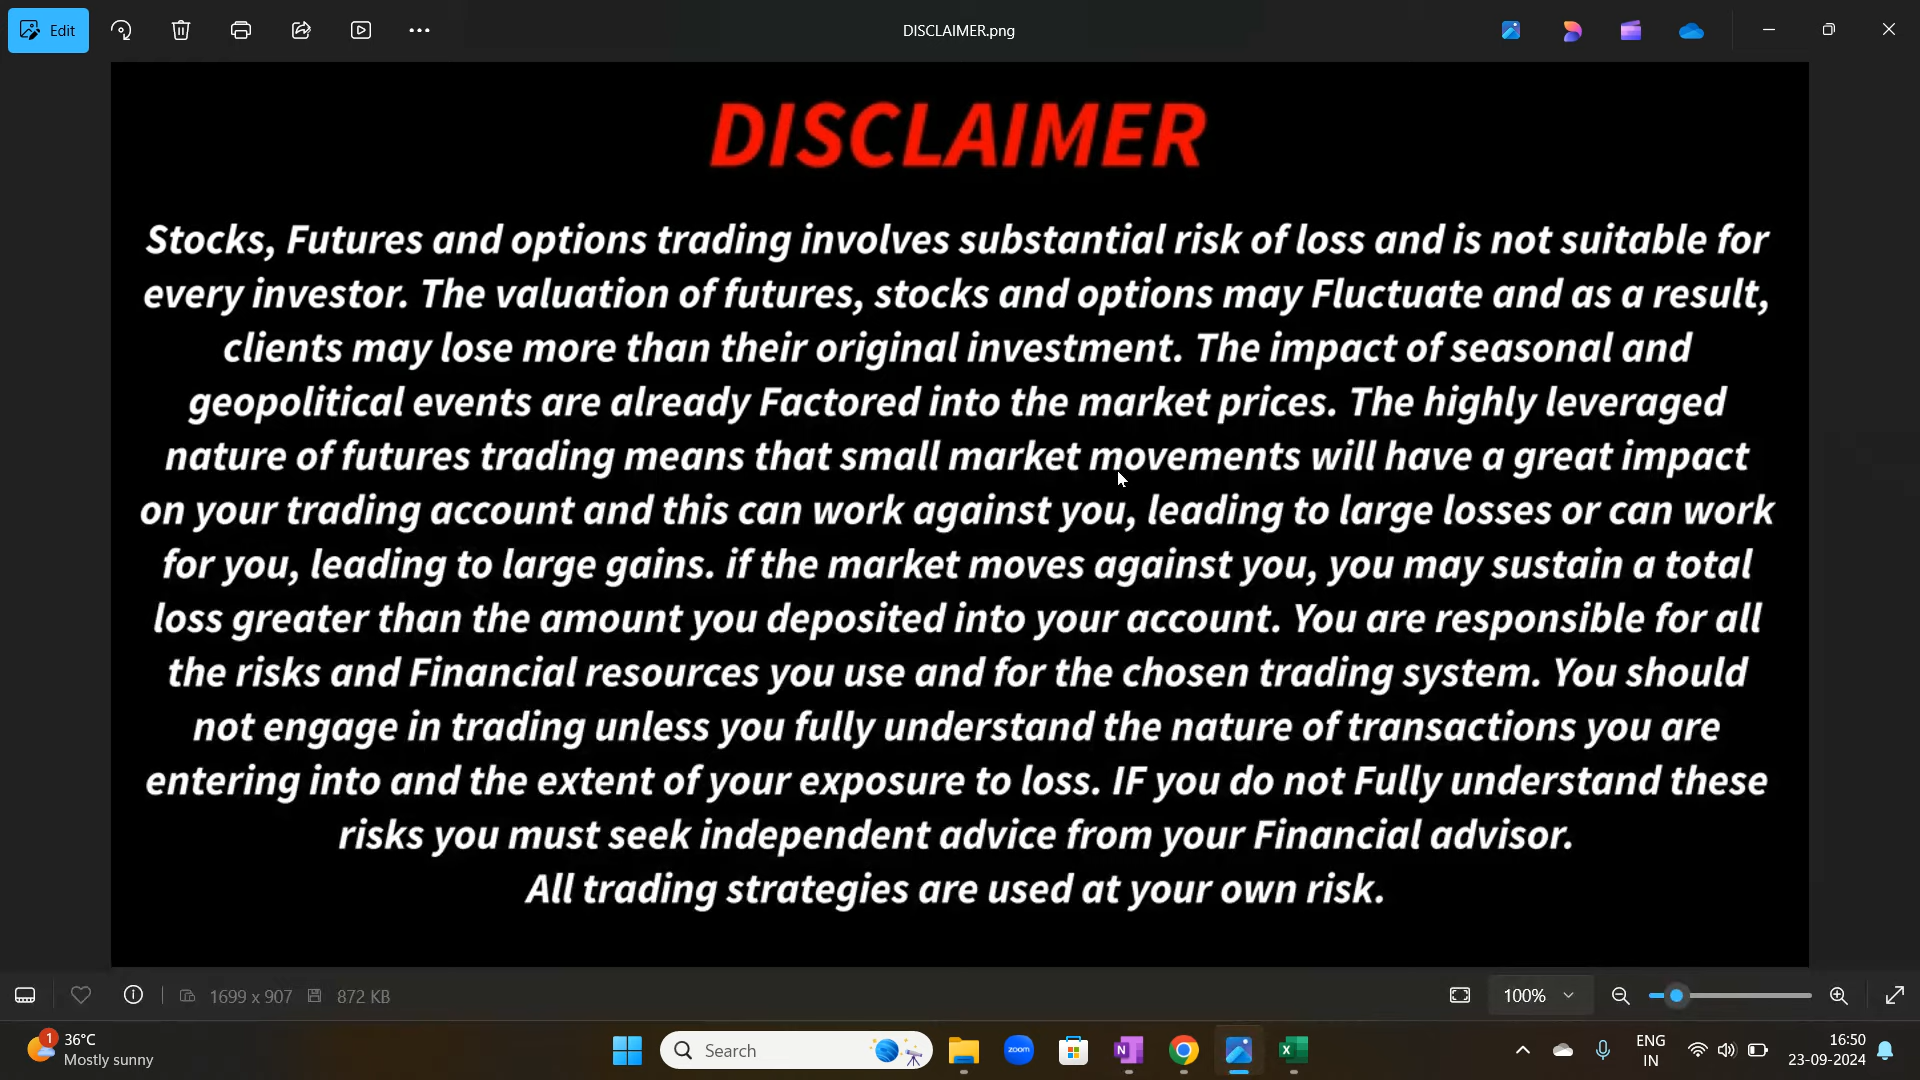 Edit
DISCLAIMER.png
DISCLAIMER
Stocks, Futures and options trading involves substantial risk of loss and is not suitable for
every investor. The valuation of futures, stocks and options may Fluctuate and as a result,
clients may lose more than their original investment. The impact of seasonal and
geopolitical events are already Factored into the market prices. The highly leveraged
nature of futures trading means that small market movements will have a great impact
on your trading account and this can work against you, leading to large losses or can work
for you, leading to large gains. if the market moves against you, you may sustain a total
loss greater than the amount you deposited into your account. You are responsible for all
the risks and Financial resources you use and for the chosen trading system. You should
not engage in trading unless you fully understand the nature of transactions you are
entering into and the extent of your exposure to loss. IF you do not Fully understand these
risks you must seek independent advice from your Financial advisor.
All trading strategies are used at your own risk.
1699 x 907 872 KB
100%
1
36°C
Mostly sunny
Search
zoom
N
X
ENG
IN
16:50
23-09-2024